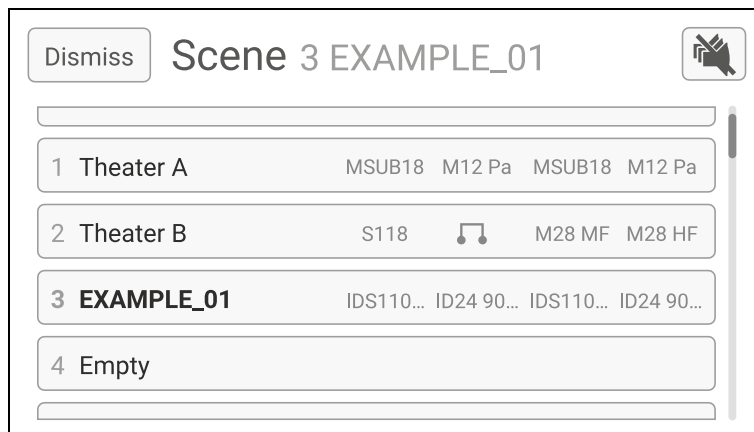 Dismiss Scene 3 EXAMPLE_01
1 Theater A MSUB18 M12 Pa MSUB18 M12 Pa
2 Theater B S118 M28 MF M28 HF
3 EXAMPLE_01 IDS110... ID24 90... IDS110... ID24 90...
4 Empty